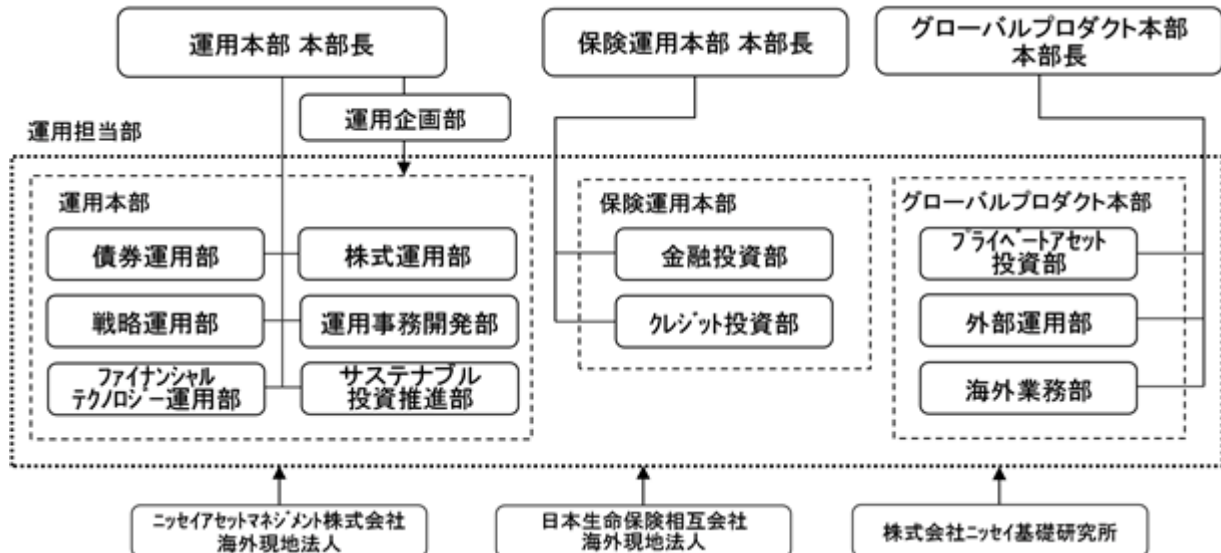 運用本部 本部長
保険運用本部 本部長
グローバルプロダクト本部
本部長
運用企画部
運用担当部
運用本部
債券運用部
株式運用部
戦略運用部
運用事務開発部
ファイナンシャル
テクノロジー運用部
サステナブル
投資推進部
保険運用本部
金融投資部
クレジット投資部
グローバルプロダクト本部
プライベートアセット
投資部
外部運用部
海外業務部
ニッセイアセットマネジメント株式会社
海外現地法人
日本生命保険相互会社
海外現地法人
株式会社ニッセイ基礎研究所